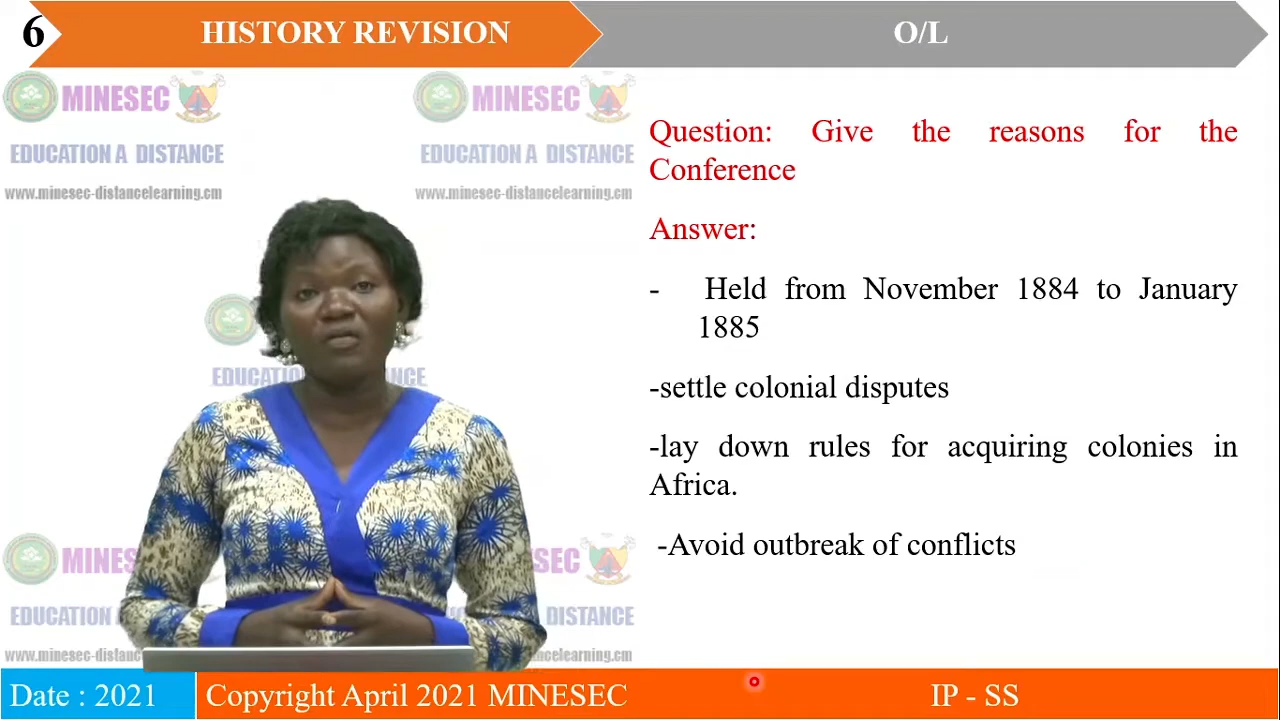 6
HISTORY REVISION
O/L
MINESEC
MINESEC
EDUCATION A DISTANCE
EDUCATION A DISTANCE
www.minesec-distancelearning.cm
www.minesec-distancelearning.cm
Question: Give the reasons for the
Conference
Answer:
- Held from November 1884 to January
1885
-settle colonial disputes
-lay down rules for acquiring colonies in
Africa.
-Avoid outbreak of conflicts
Date : 2021
Copyright April 2021 MINESEC
IP - SS